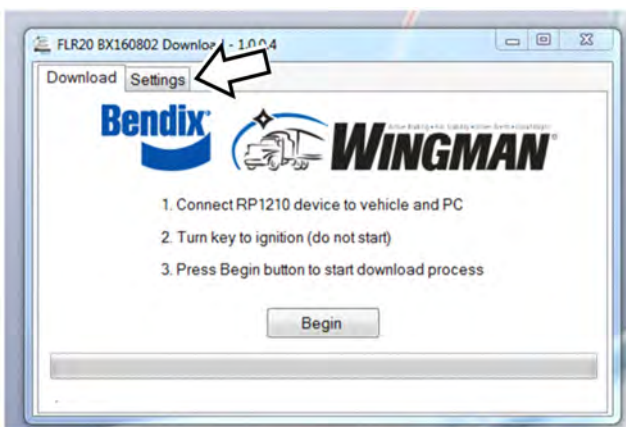 FLR20 BX160802 Download - 1.0.0.4
Download Settings
Bendix
WINGMAN®
1. Connect RP1210 device to vehicle and PC
2. Turn key to ignition (do not start)
3. Press Begin button to start download process
Begin